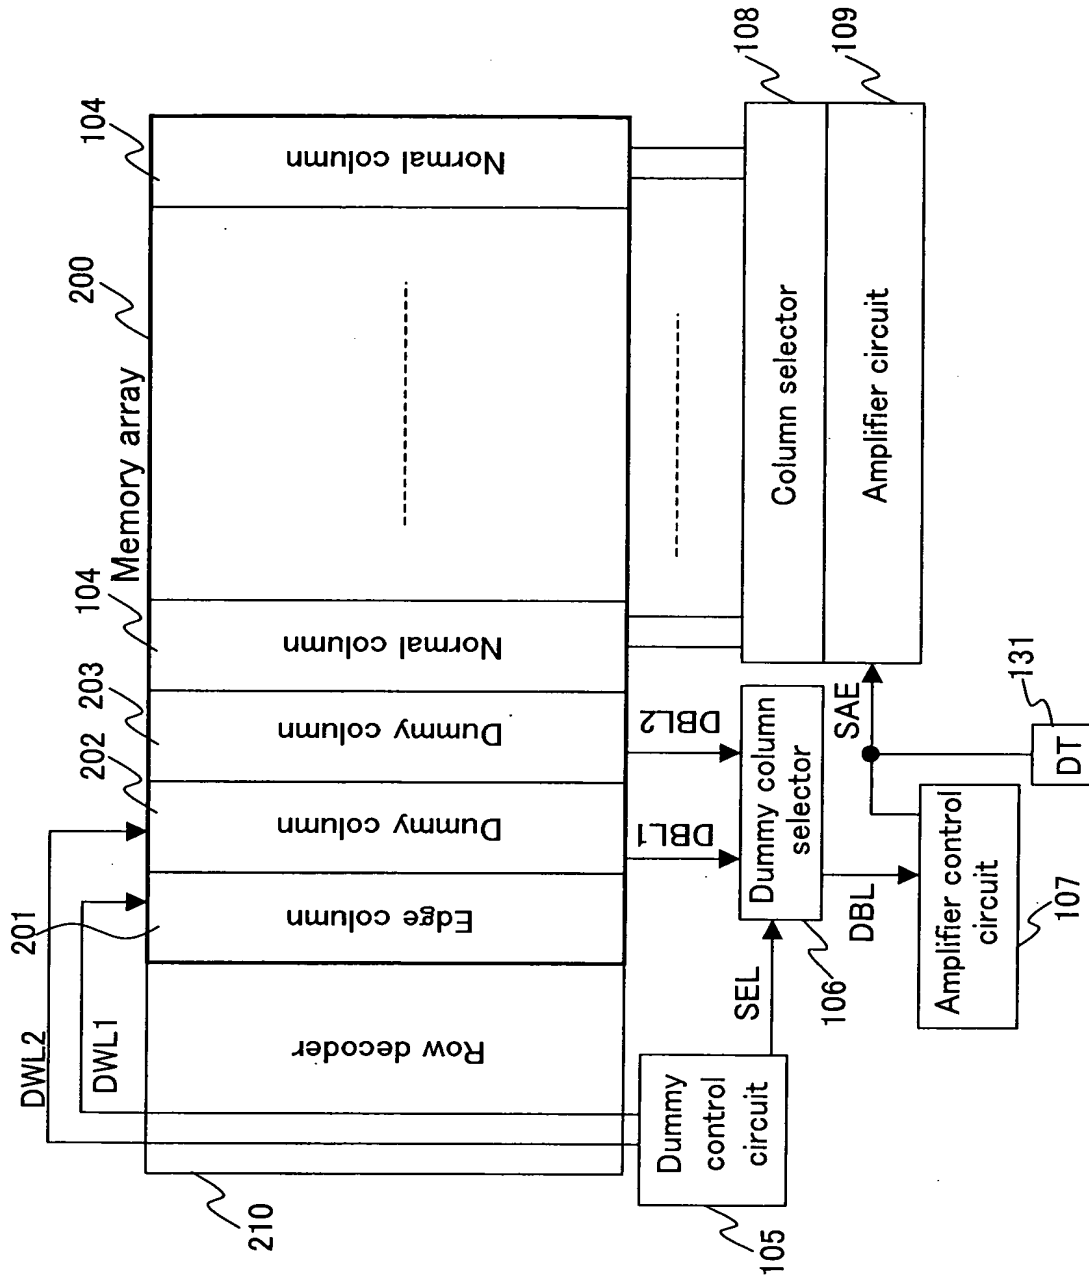 DWL2
DWL1
210
201
202
203
104
Memory array
200
104
Row decoder
Edge column
Dummy column
Dummy column
Normal column
Normal column
DBL1
DBL2
Dummy
control
circuit
105
SEL
Dummy column
selector
106
DBL
Amplifier control
circuit
107
SAE
DT
131
Column selector
108
Amplifier circuit
109